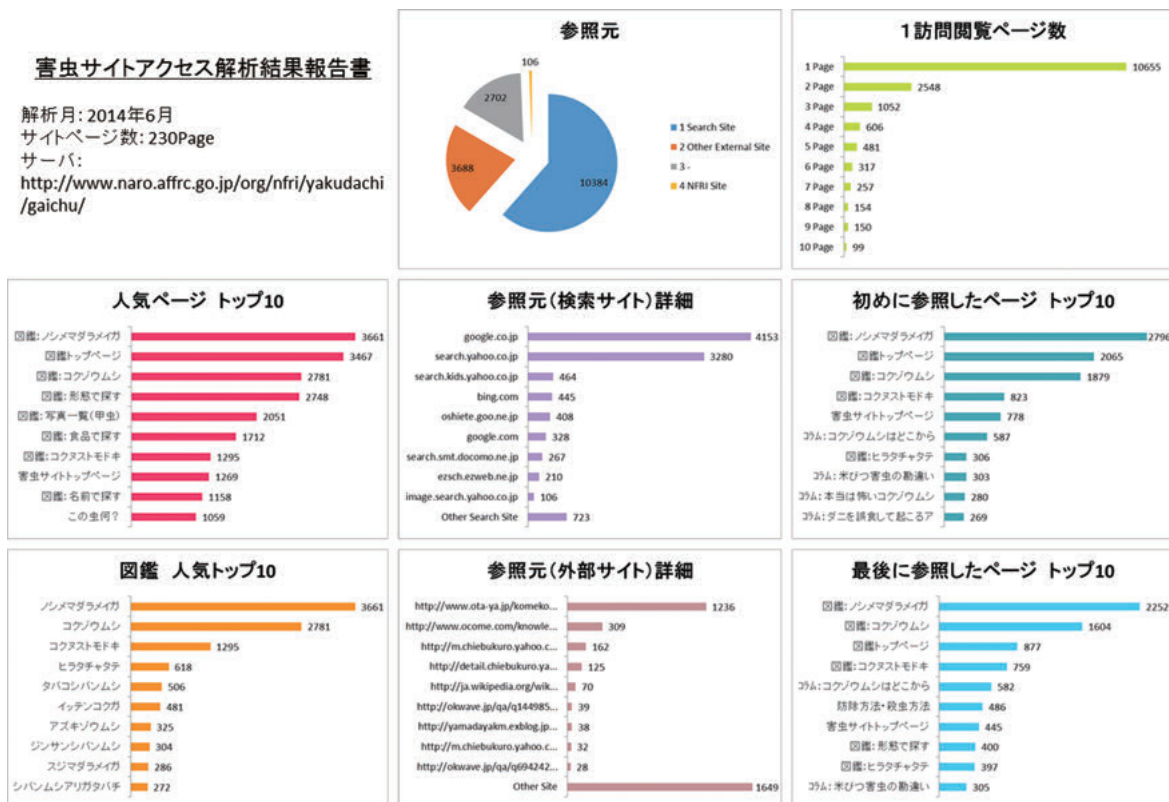 害虫サイトアクセス解析結果報告書
解析月: 2014年6月
サイトページ数: 230Page
サーバ:
http://www.naro.affrc.go.jp/org/nfri/yakudachi
/gaichu/
参照元
106
2702
3688
10384
1 Search Site
2 Other External Site
3 -
4 NFRI Site
1訪問閲覧ページ数
1 Page 10655
2 Page 2548
3 Page 1052
4 Page 606
5 Page 481
6 Page 317
7 Page 257
8 Page 154
9 Page 150
10 Page 99
人気ページ トップ10
図鑑:ノシメマダラメイガ 3661
図鑑トップページ 3467
図鑑:コクゾウムシ 2781
図鑑:形態で探す 2748
図鑑:写真一覧(甲虫) 2051
図鑑:食品で探す 1712
図鑑:コクヌストモドキ 1295
害虫サイトトップページ 1269
図鑑:名前で探す 1158
この虫何? 1059
参照元(検索サイト)詳細
google.co.jp 4153
search.yahoo.co.jp 3280
search.kids.yahoo.co.jp 464
bing.com 445
oshiete.goo.ne.jp 408
google.com 328
search.smt.docomo.ne.jp 267
ezsch.ezweb.ne.jp 210
image.search.yahoo.co.jp 106
Other Search Site 723
初めに参照したページ トップ10
図鑑:ノシメマダラメイガ 2796
図鑑トップページ 2065
図鑑:コクゾウムシ 1879
図鑑:コクヌストモドキ 823
害虫サイトトップページ 778
コラム:コクゾウムシはどこから 587
図鑑:ヒラタチャタテ 306
コラム:米びつ害虫の勘違い 303
コラム:本当は怖いコクゾウムシ 280
コラム:ダニを誤食して起こるア 269
図鑑 人気トップ10
ノシメマダラメイガ 3661
コクゾウムシ 2781
コクヌストモドキ 1295
ヒラタチャタテ 618
タバコシバンムシ 506
イッテンコクガ 481
アズキゾウムシ 325
ジンサンシバンムシ 304
スジマダラメイガ 286
シバンムシアリガタバチ 272
参照元(外部サイト)詳細
http://www.ota-ya.jp/komeko... 1236
http://www.ocome.com/knowle... 309
http://m.chiebukuro.yahoo.c... 162
http://detail.chiebukuro.ya... 125
http://ja.wikipedia.org/wik... 70
http://okwave.jp/qa/q144985... 39
http://yamadayakm.exblog.jp... 38
http://m.chiebukuro.yahoo.c... 32
http://okwave.jp/qa/q694242... 28
Other Site 1649
最後に参照したページ トップ10
図鑑:ノシメマダラメイガ 2252
図鑑:コクゾウムシ 1604
図鑑トップページ 877
図鑑:コクヌストモドキ 759
コラム:コクゾウムシはどこから 582
防除方法・殺虫方法 486
害虫サイトトップページ 445
図鑑:形態で探す 400
図鑑:ヒラタチャタテ 397
コラム:米びつ害虫の勘違い 305